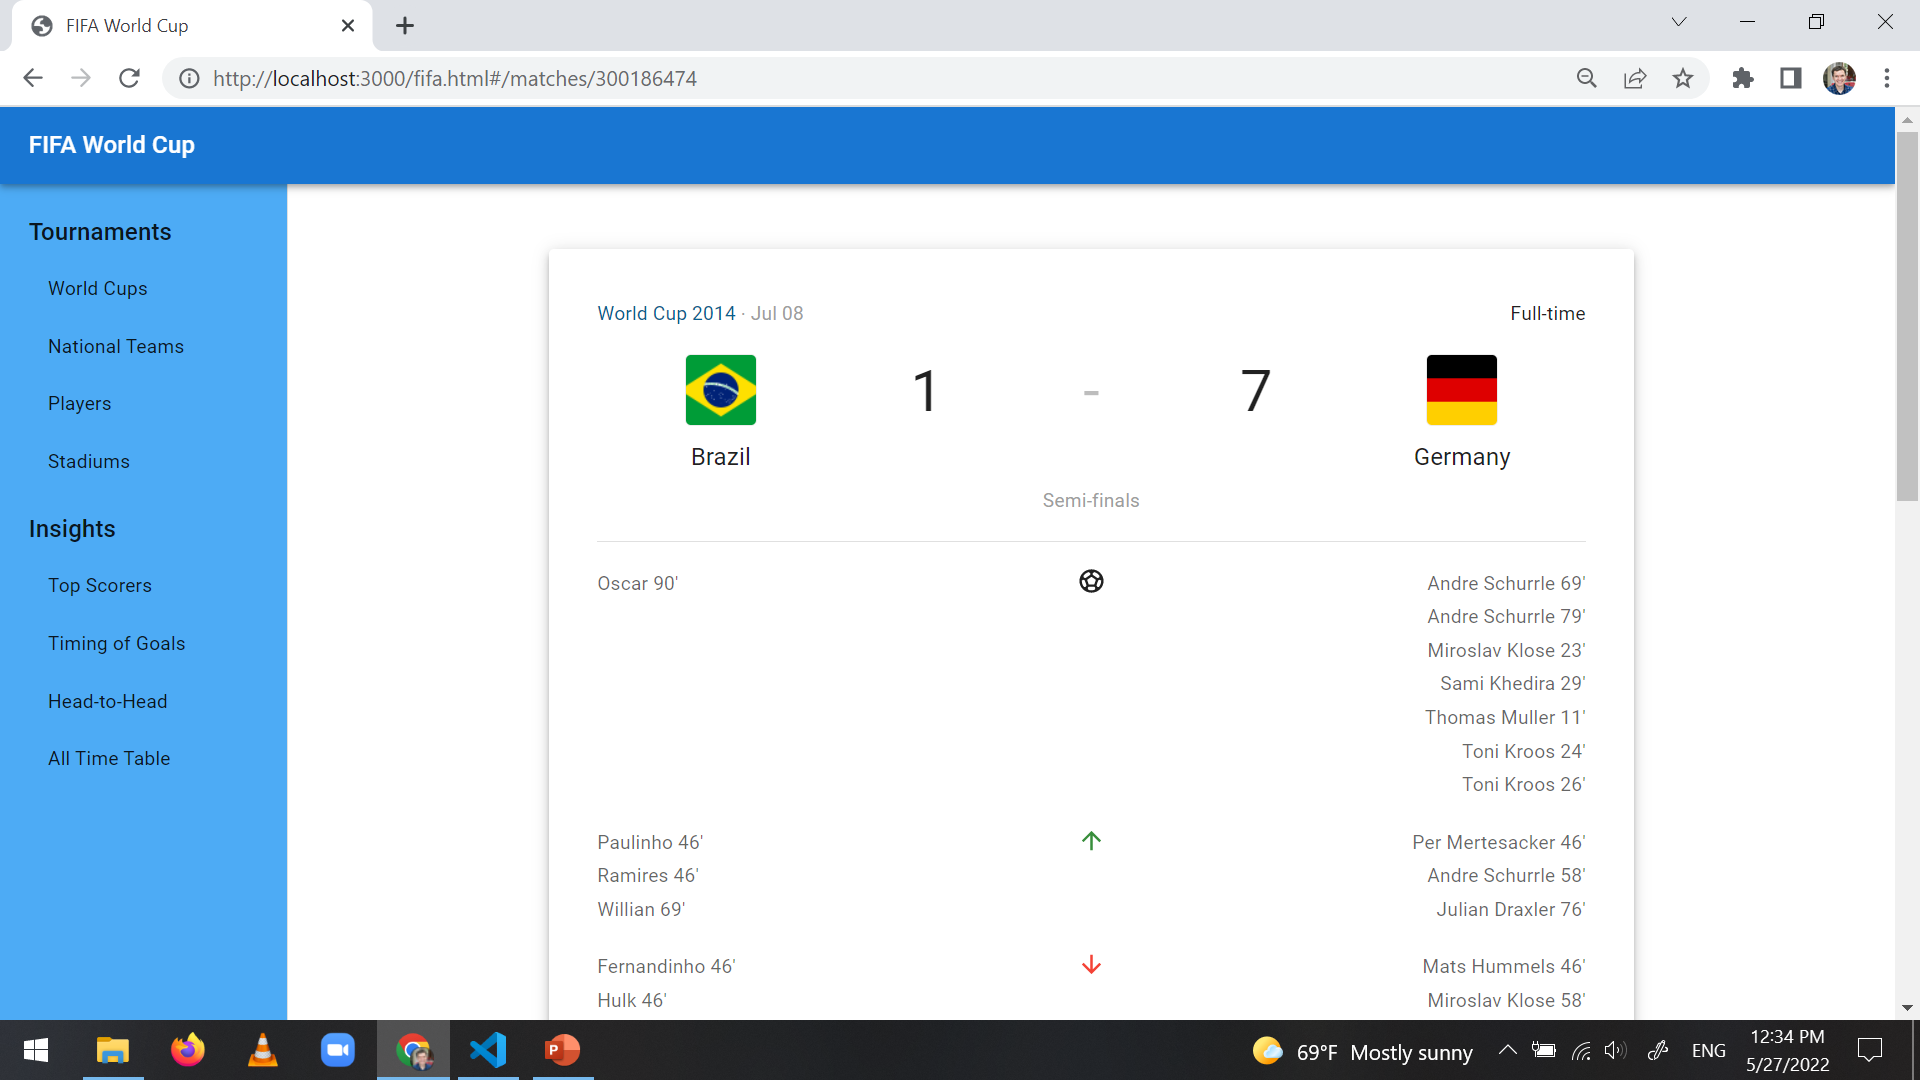 FIFA World Cup
http://localhost:3000/fifa.html#/matches/300186474
FIFA World Cup
Tournaments
World Cups
National Teams
Players
Stadiums
Insights
Top Scorers
Timing of Goals
Head-to-Head
All Time Table
World Cup 2014 · Jul 08
Full-time
1 - 7
Brazil
Germany
Semi-finals
Oscar 90'
Andre Schurrle 69'
Andre Schurrle 79'
Miroslav Klose 23'
Sami Khedira 29'
Thomas Muller 11'
Toni Kroos 24'
Toni Kroos 26'
Paulinho 46'
Ramires 46'
Willian 69'
Per Mertesacker 46'
Andre Schurrle 58'
Julian Draxler 76'
Fernandinho 46'
Hulk 46'
Mats Hummels 46'
Miroslav Klose 58'
P
69°F Mostly sunny
ENG
12:34 PM
5/27/2022